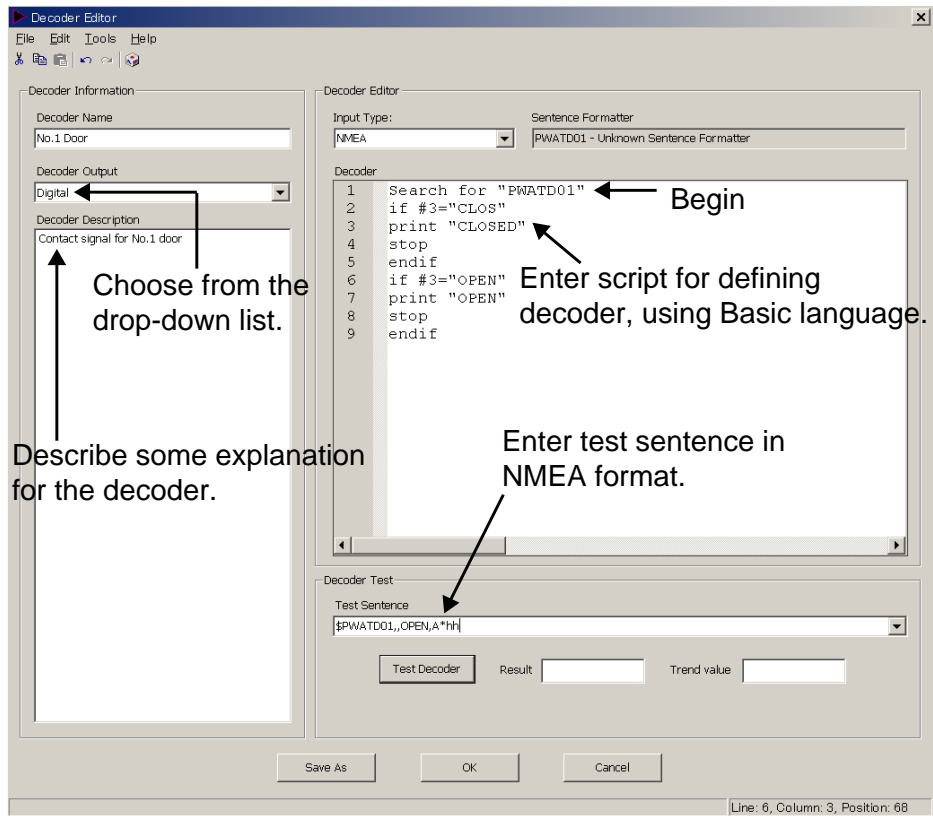 Decoder Editor
File Edit Tools Help
Decoder Information
Decoder Name
No.1 Door
Decoder Output
Digital
Decoder Description
Contact signal for No.1 door
Choose from the
drop-down list.
Describe some explanation
for the decoder.
Decoder Editor
Input Type:
NMEA
Sentence Formatter
PWATD01 - Unknown Sentence Formatter
Decoder
1 Search for "PWATD01"
2 if #3="CLOS"
3 print "CLOSED"
4 stop
5 endif
6 if #3="OPEN"
7 print "OPEN"
8 stop
9 endif
Begin
Enter script for defining
decoder, using Basic language.
Enter test sentence in
NMEA format.
Decoder Test
Test Sentence
$PWATD01,,OPEN,A*hh
Test Decoder Result Trend value
Save As OK Cancel
Line: 6, Column: 3, Position: 68